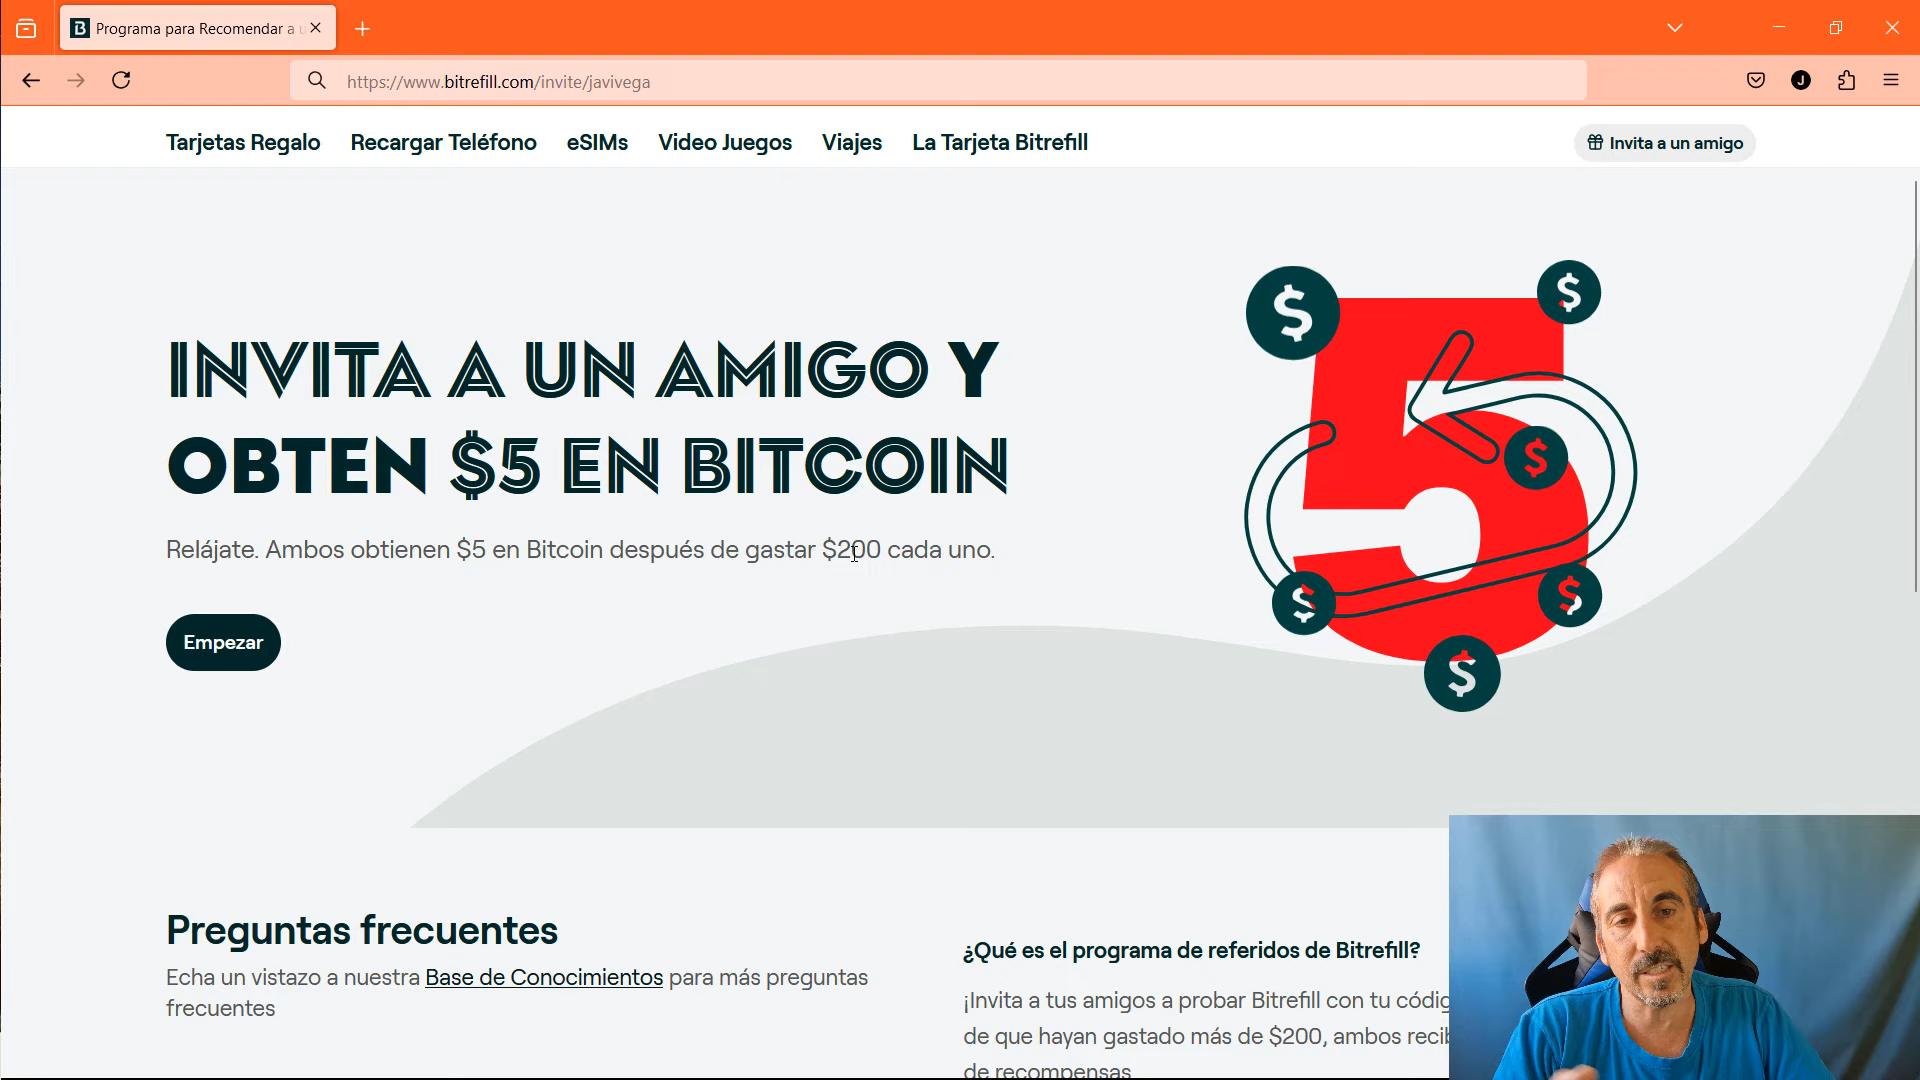 Programa para Recomendar a u
https://www.bitrefill.com/invite/javivega
J
Tarjetas Regalo Recargar Teléfono eSIMs Video Juegos Viajes La Tarjeta Bitrefill Invita a un amigo
INVITA A UN AMIGO Y
OBTEN $5 EN BITCOIN
Relájate. Ambos obtienen $5 en Bitcoin después de gastar $200 cada uno.
Empezar
5
$
$
$
$
$
$
Preguntas frecuentes
Echa un vistazo a nuestra Base de Conocimientos para más preguntas
frecuentes
¿Qué es el programa de referidos de Bitrefill?
¡Invita a tus amigos a probar Bitrefill con tu códig
de que hayan gastado más de $200, ambos recib
de recompensas